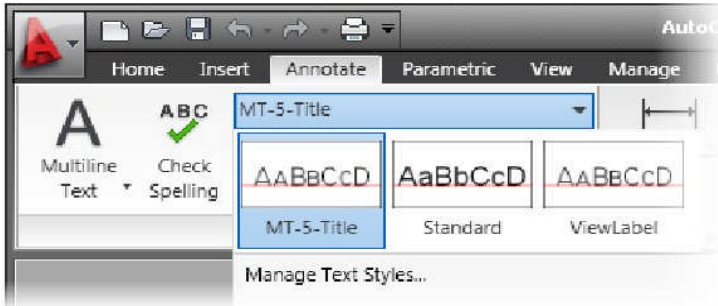 AutoC
Home Insert Annotate Parametric View Manage
A ABC MT-5-Title
Multiline Text Check Spelling
AABBCCD AaBbCcD AABBCCD
MT-5-Title Standard ViewLabel
Manage Text Styles...